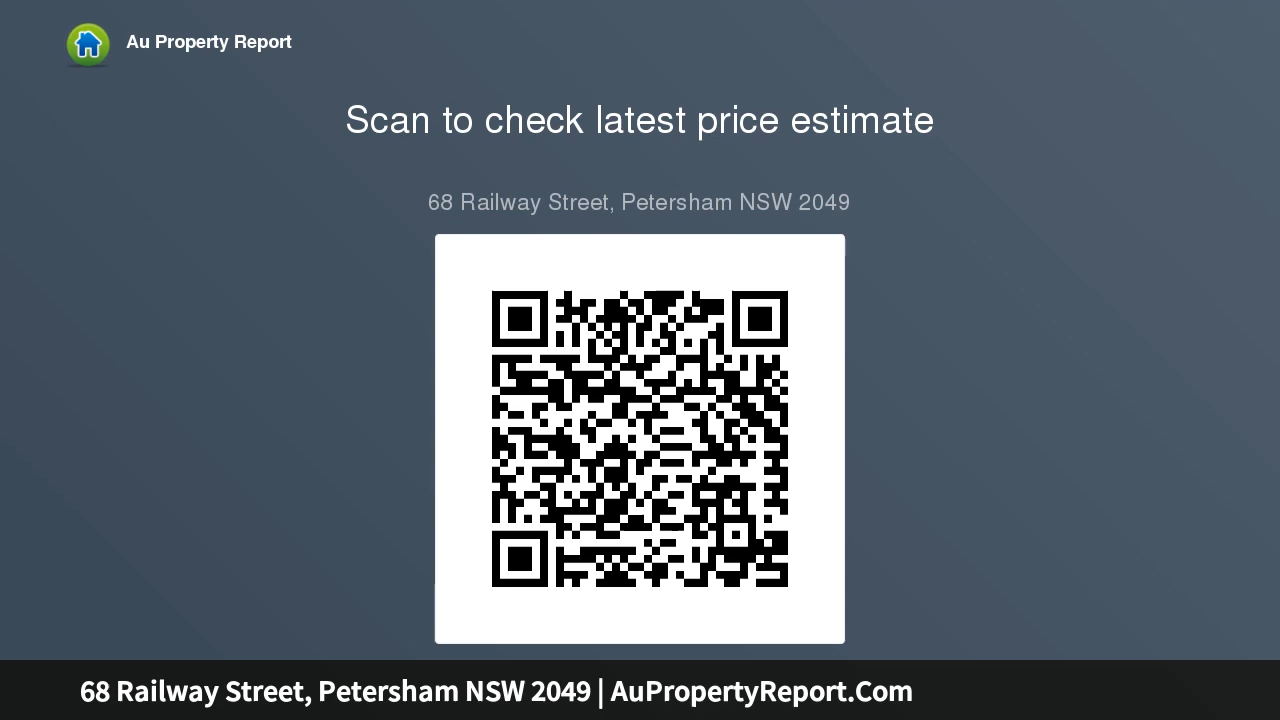 Au Property Report
Scan to check latest price estimate
68 Railway Street, Petersham NSW 2049
68 Railway Street, Petersham NSW 2049 | AuPropertyReport.Com